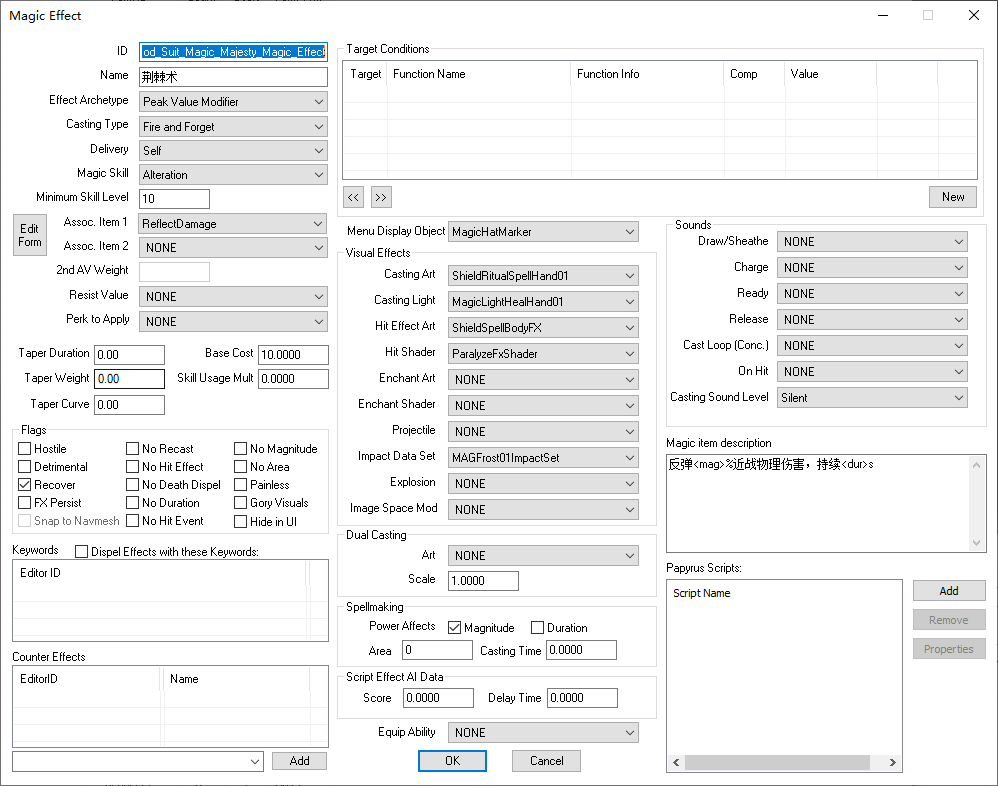 Magic Effect
ID od_Suit_Magic_Majesty_Magic_Effect
Name 荆棘术
Effect Archetype Peak Value Modifier
Casting Type Fire and Forget
Delivery Self
Magic Skill Alteration
Minimum Skill Level 10
Edit Form
Assoc. Item 1 ReflectDamage
Assoc. Item 2 NONE
2nd AV Weight
Resist Value NONE
Perk to Apply NONE
Taper Duration 0.00 Base Cost 10.0000
Taper Weight 0.00 Skill Usage Mult 0.0000
Taper Curve 0.00
Flags
Hostile No Recast No Magnitude
Detrimental No Hit Effect No Area
Recover No Death Dispel Painless
FX Persist No Duration Gory Visuals
Snap to Navmesh No Hit Event Hide in UI
Keywords Dispel Effects with these Keywords:
Editor ID
Counter Effects
EditorID Name
Add
Target Conditions
Target Function Name Function Info Comp Value
<< >> New
Menu Display Object MagicHatMarker
Visual Effects
Casting Art ShieldRitualSpellHand01
Casting Light MagicLightHealHand01
Hit Effect Art ShieldSpellBodyFX
Hit Shader ParalyzeFxShader
Enchant Art NONE
Enchant Shader NONE
Projectile NONE
Impact Data Set MAGFrost01ImpactSet
Explosion NONE
Image Space Mod NONE
Dual Casting
Art NONE
Scale 1.0000
Spellmaking
Power Affects Magnitude Duration
Area 0 Casting Time 0.0000
Script Effect AI Data
Score 0.0000 Delay Time 0.0000
Equip Ability NONE
OK Cancel
Sounds
Draw/Sheathe NONE
Charge NONE
Ready NONE
Release NONE
Cast Loop (Conc.) NONE
On Hit NONE
Casting Sound Level Silent
Magic item description
反弹<mag>%近战物理伤害，持续<dur>s
Papyrus Scripts:
Script Name
Add
Remove
Properties